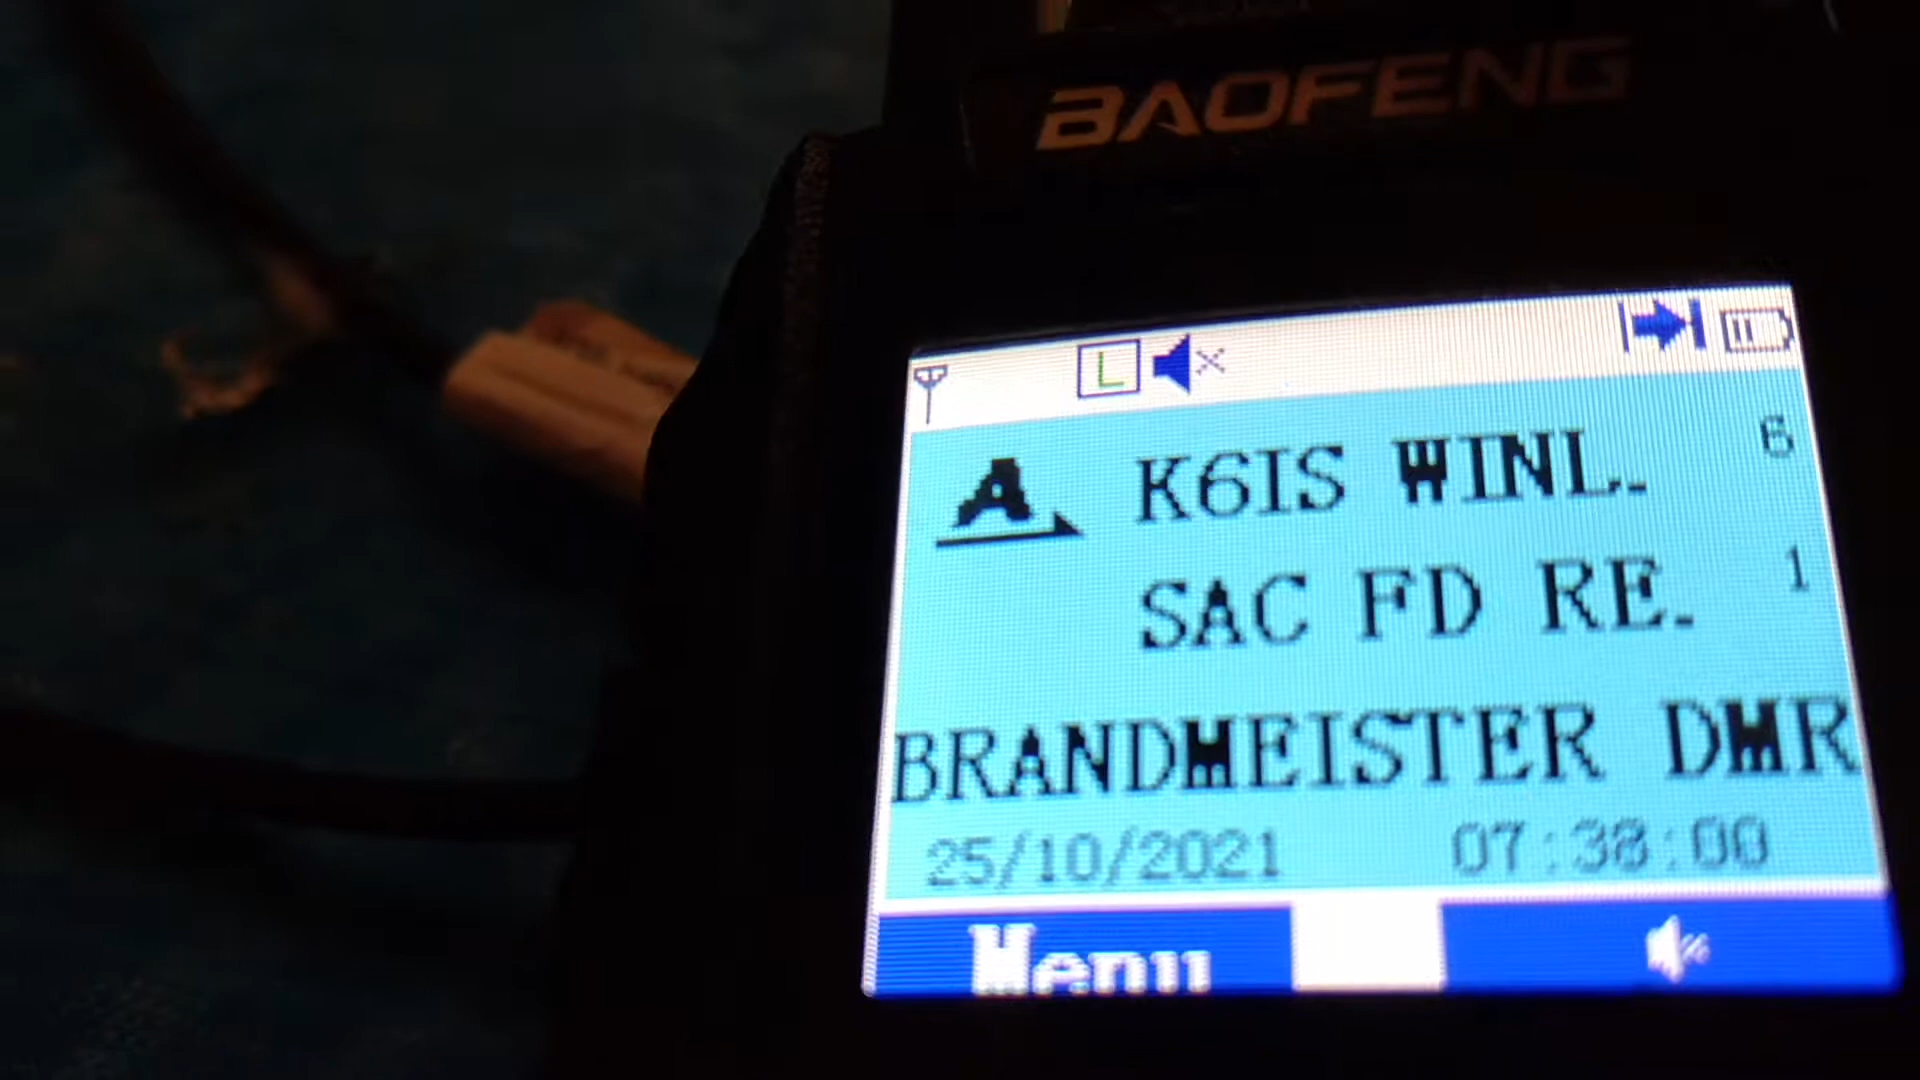 BAOFENG
L
A K6IS WINL. 6
SAC FD RE. 1
BRANDMEISTER DMR
25/10/2021 07:38:00
Menu